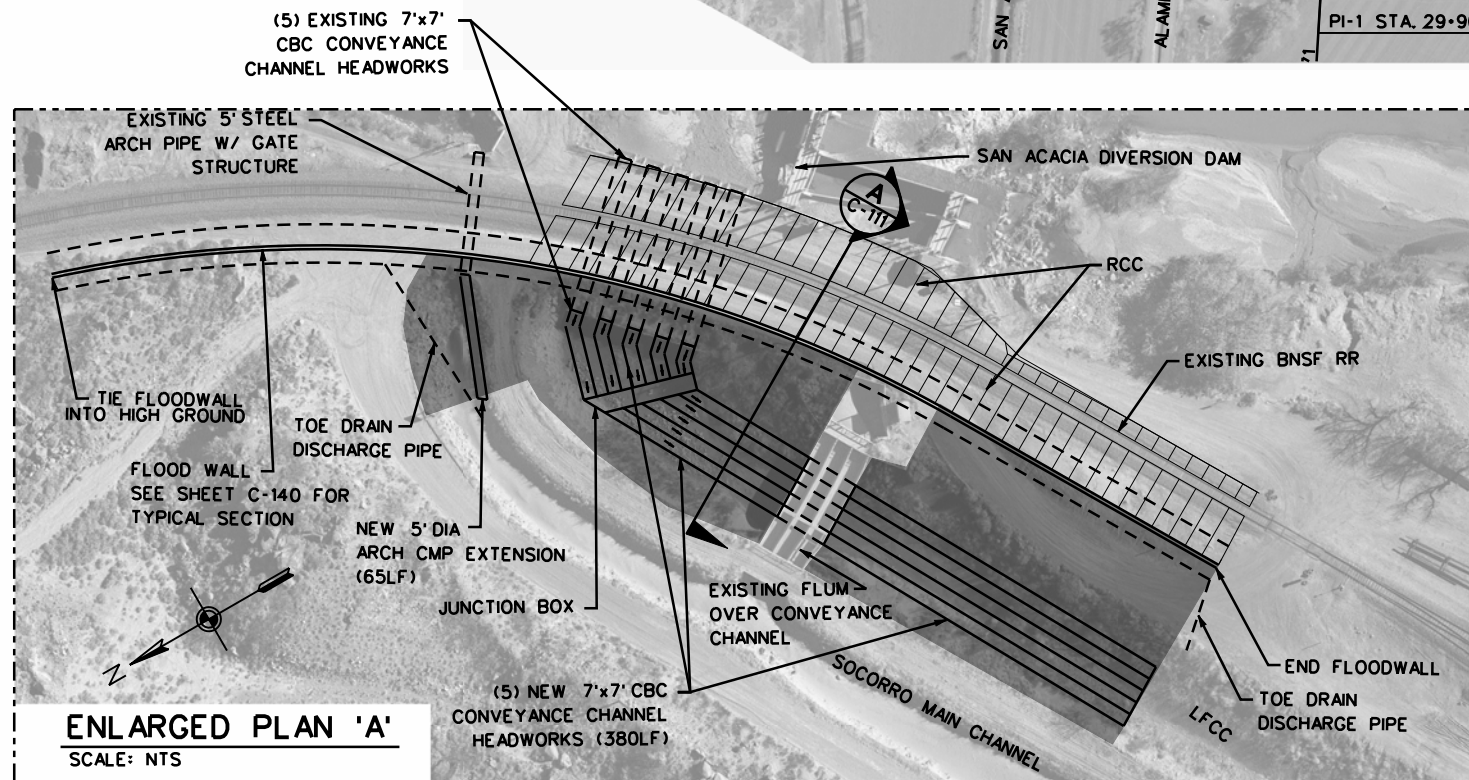 (5) EXISTING 7'x7'
CBC CONVEYANCE
CHANNEL HEADWORKS
SAN
PI-1 STA. 29+9
EXISTING 5' STEEL
ARCH PIPE W/ GATE
STRUCTURE
SAN ACACIA DIVERSION DAM
A
C-111
RCC
EXISTING BNSF RR
TIE FLOODWALL
INTO HIGH GROUND
TOE DRAIN
DISCHARGE PIPE
FLOOD WALL
SEE SHEET C-140 FOR
TYPICAL SECTION
NEW 5' DIA
ARCH CMP EXTENSION
(65LF)
JUNCTION BOX
EXISTING FLUM
OVER CONVEYANCE
CHANNEL
N
(5) NEW 7'x7' CBC
CONVEYANCE CHANNEL
HEADWORKS (380LF)
SOCORRO MAIN CHANNEL
LFCC
END FLOODWALL
TOE DRAIN
DISCHARGE PIPE
ENLARGED PLAN 'A'
SCALE: NTS